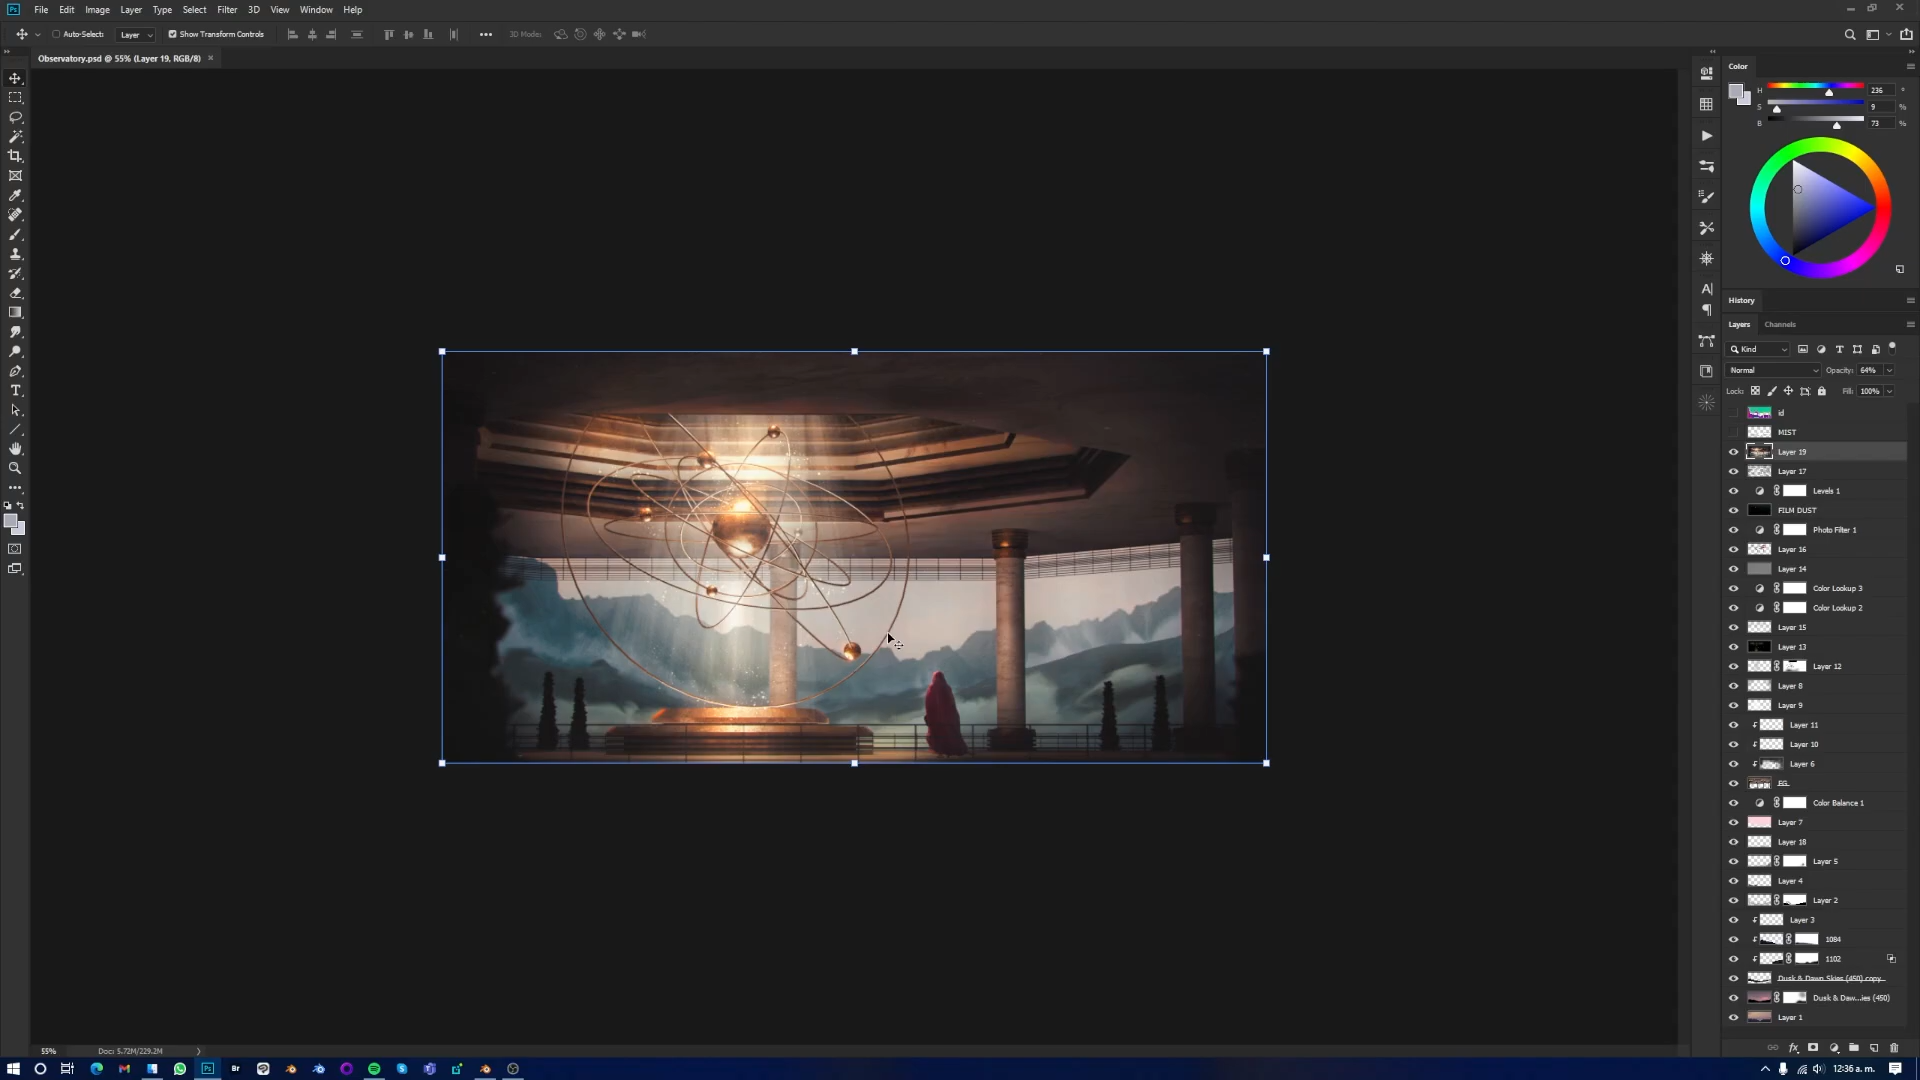 Ps File Edit Image Layer Type Select Filter 3D View Window Help
Auto-Select: Layer Show Transform Controls ••• 3D Mode:
Observatory.psd @ 55% (Layer 19, RGB/8) ×
Color
H 236 °
S 9 %
B 73 %
History
Layers Channels
Kind
Normal Opacity: 64%
Lock: Fill: 100%
id
MIST
Layer 19
Layer 17
Levels 1
FILM DUST
Photo Filter 1
Layer 16
Layer 14
Color Lookup 3
Color Lookup 2
Layer 15
Layer 13
Layer 12
Layer 8
Layer 9
Layer 11
Layer 10
Layer 6
BG
Color Balance 1
Layer 7
Layer 18
Layer 5
Layer 4
Layer 2
Layer 3
1084
1102
Dusk & Dawn Skies (450) copy
Dusk & Daw...ies (450)
Layer 1
55% Doc: 5.72M/229.2M
Ps Br 12:36 a. m.